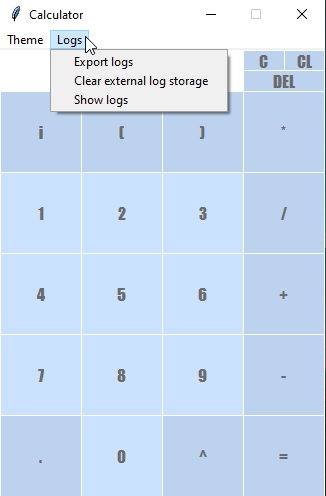 Calculator
Theme Logs
Export logs
Clear external log storage
Show logs
C CL
DEL
i ( ) *
1 2 3 /
4 5 6 +
7 8 9 -
. 0 ^ =